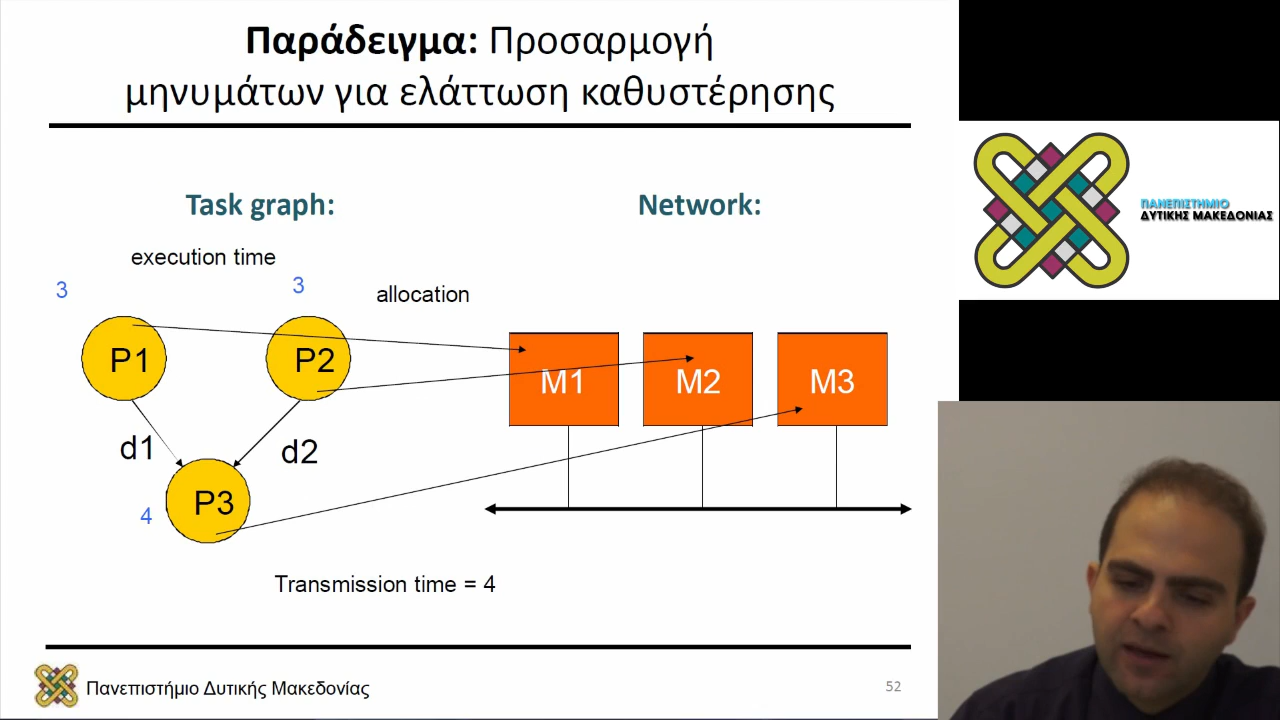 Παράδειγμα: Προσαρμογή
μηνυμάτων για ελάττωση καθυστέρησης
Task graph:
Network:
execution time
3
3
allocation
P1
P2
M1
M2
M3
d1
d2
P3
4
Transmission time = 4
Πανεπιστήμιο Δυτικής Μακεδονίας
52
ΠΑΝΕΠΙΣΤΗΜΙΟ
ΔΥΤΙΚΗΣ ΜΑΚΕΔΟΝΙΑΣ